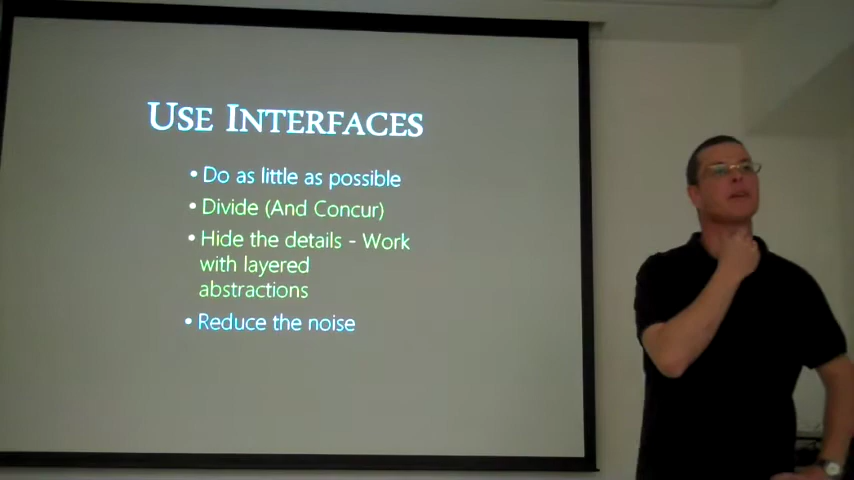 USE INTERFACES
• Do as little as possible
• Divide (And Concur)
• Hide the details - Work
with layered
abstractions
• Reduce the noise